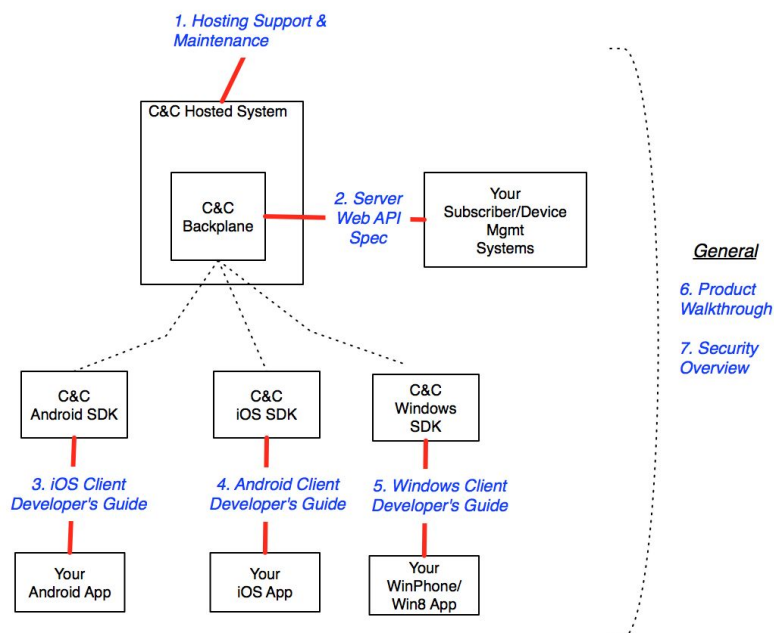 1. Hosting Support &
Maintenance
C&C Hosted System
C&C
Backplane
2. Server
Web API
Spec
Your
Subscriber/Device
Mgmt
Systems
General
6. Product
Walkthrough
7. Security
Overview
C&C
Android SDK
C&C
iOS SDK
C&C
Windows
SDK
3. iOS Client
Developer's Guide
4. Android Client
Developer's Guide
5. Windows Client
Developer's Guide
Your
Android App
Your
iOS App
Your
WinPhone/
Win8 App